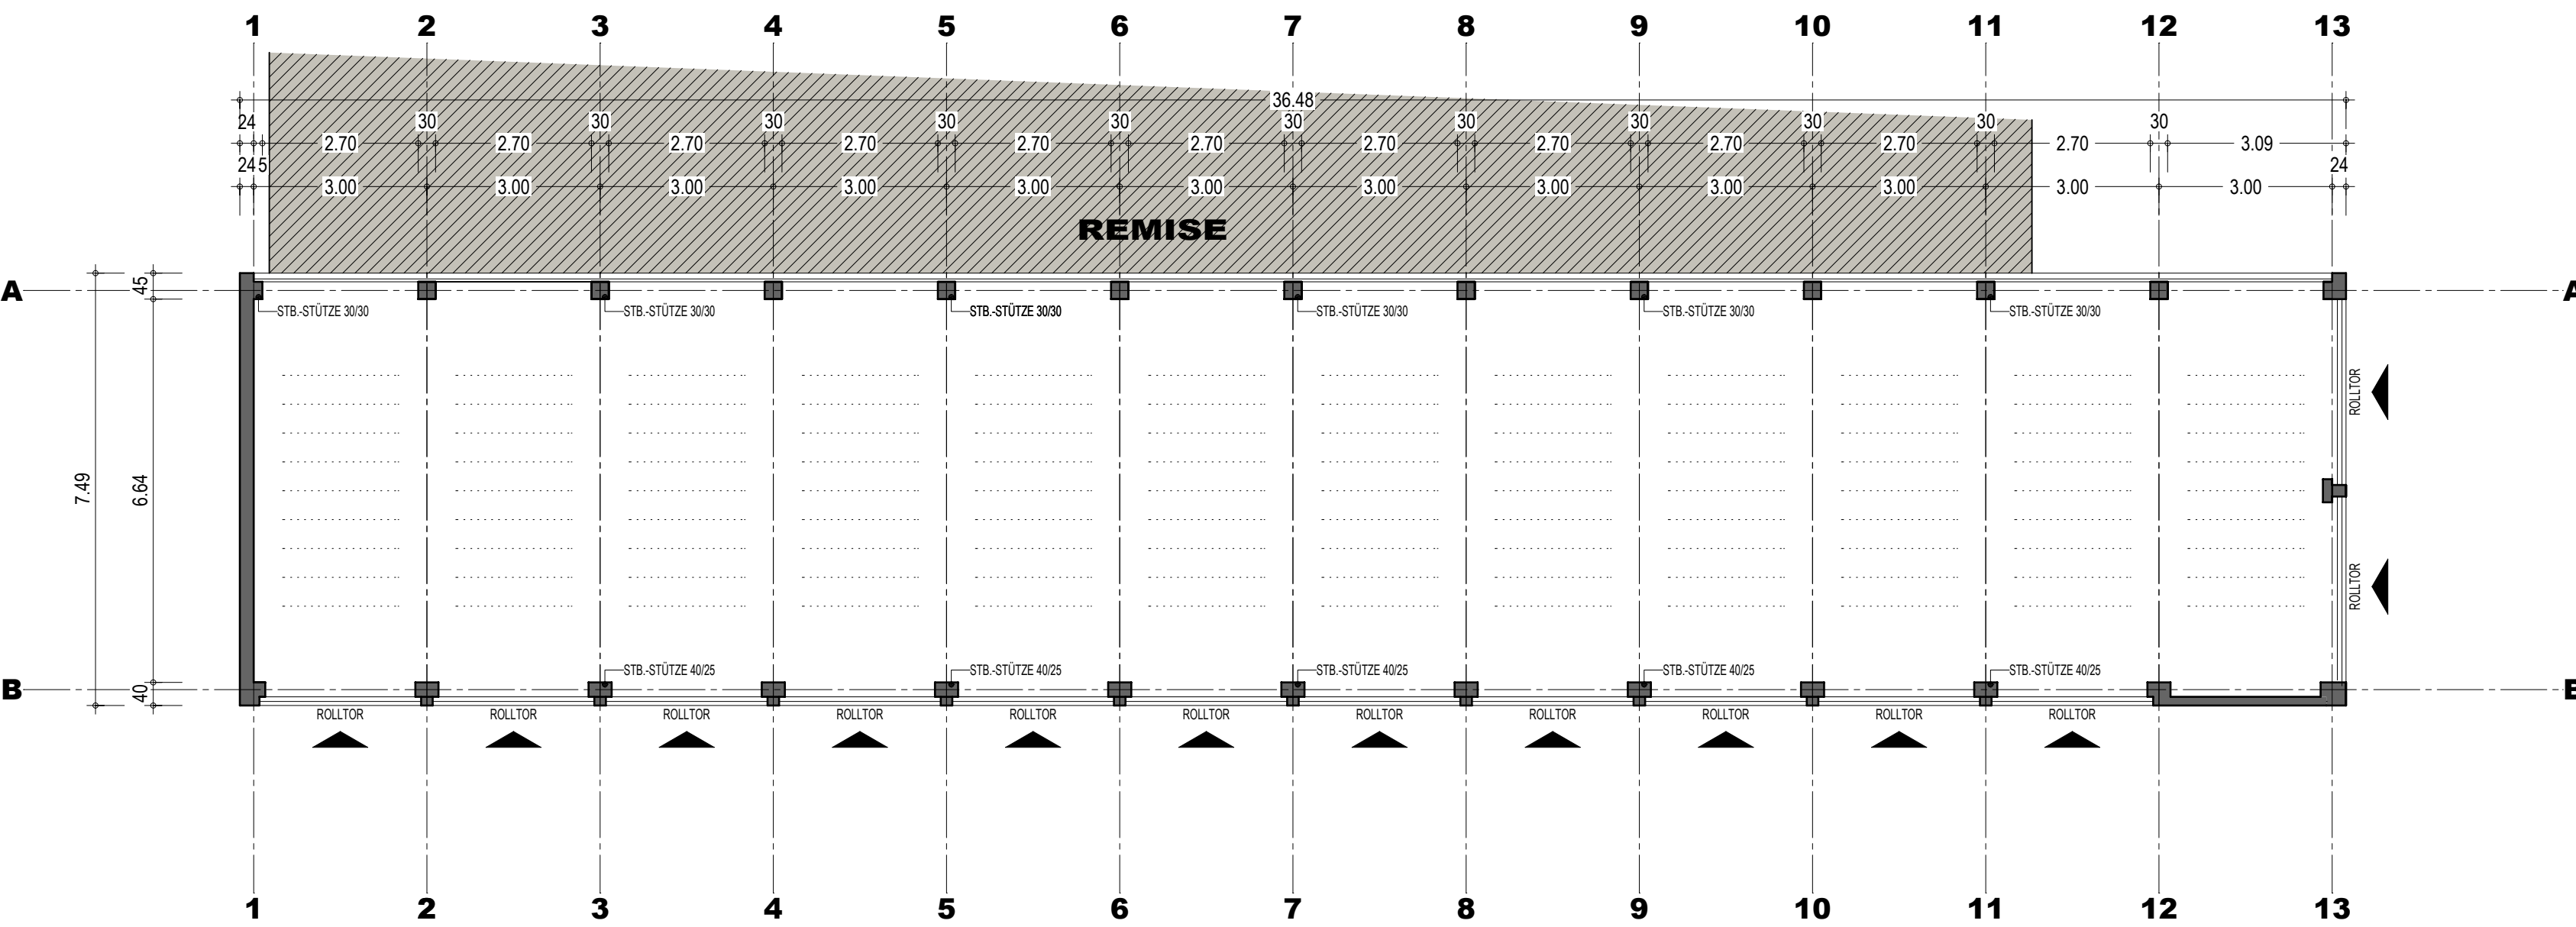 1 2 3 4 5 6 7 8 9 10 11 12 13
36.48
24 30 30 30 30 30 30 30 30 30 30 30
2.70 2.70 2.70 2.70 2.70 2.70 2.70 2.70 2.70 2.70 2.70 3.09
24 5 24
3.00 3.00 3.00 3.00 3.00 3.00 3.00 3.00 3.00 3.00 3.00 3.00
REMISE
45
A A
STB.-STÜTZE 30/30 STB.-STÜTZE 30/30 STB.-STÜTZE 30/30 STB.-STÜTZE 30/30 STB.-STÜTZE 30/30 STB.-STÜTZE 30/30
ROLLTOR
7.49 6.64
ROLLTOR
STB.-STÜTZE 40/25 STB.-STÜTZE 40/25 STB.-STÜTZE 40/25 STB.-STÜTZE 40/25 STB.-STÜTZE 40/25
B 40
ROLLTOR ROLLTOR ROLLTOR ROLLTOR ROLLTOR ROLLTOR ROLLTOR ROLLTOR ROLLTOR ROLLTOR ROLLTOR
1 2 3 4 5 6 7 8 9 10 11 12 13